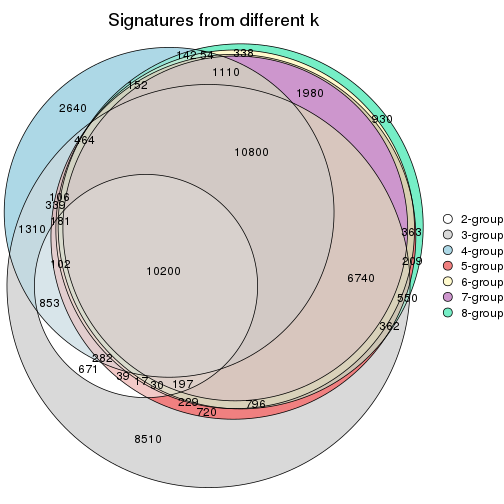 Signatures from different k
142 54 338
1110
152
1980
2640
930
464
10800
106
339
181
1310
363
102
209
10200
6740
853
550
362
282
671
39 17 30 197
229
796
720
8510
2-group
3-group
4-group
5-group
6-group
7-group
8-group